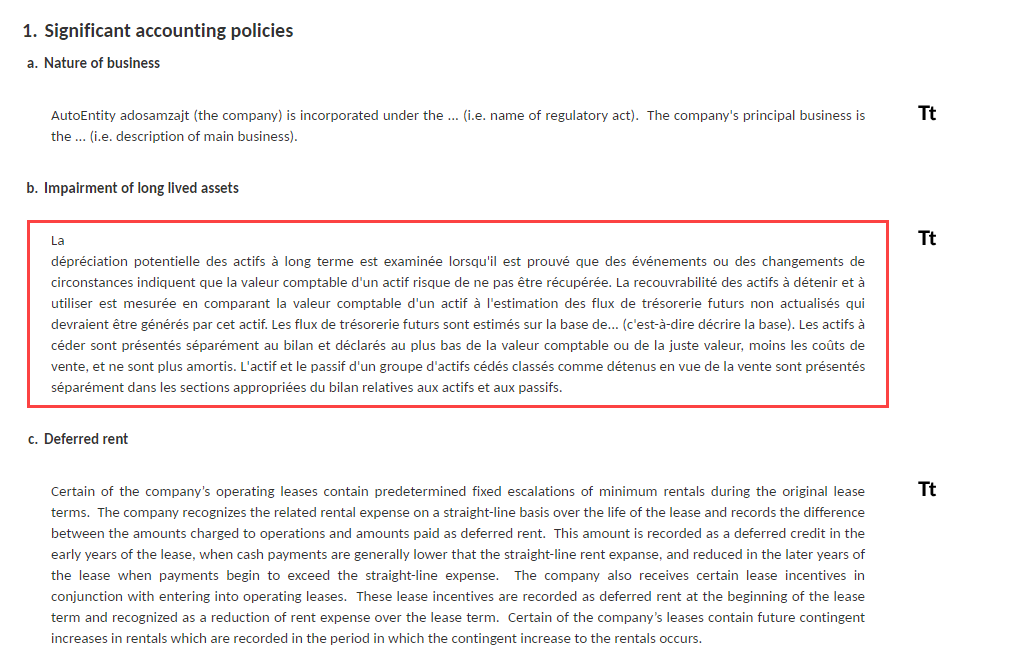 1. Significant accounting policies
a. Nature of business
AutoEntity adosamzajt (the company) is incorporated under the ... (i.e. name of regulatory act).  The company's principal business is
the ... (i.e. description of main business).
Tt
b. Impairment of long lived assets
La
dépréciation potentielle des actifs à long terme est examinée lorsqu'il est prouvé que des événements ou des changements de
circonstances indiquent que la valeur comptable d'un actif risque de ne pas être récupérée. La recouvrabilité des actifs à détenir et à
utiliser est mesurée en comparant la valeur comptable d'un actif à l'estimation des flux de trésorerie futurs non actualisés qui
devraient être générés par cet actif. Les flux de trésorerie futurs sont estimés sur la base de... (c'est-à-dire décrire la base). Les actifs à
céder sont présentés séparément au bilan et déclarés au plus bas de la valeur comptable ou de la juste valeur, moins les coûts de
vente, et ne sont plus amortis. L'actif et le passif d'un groupe d'actifs cédés classés comme détenus en vue de la vente sont présentés
séparément dans les sections appropriées du bilan relatives aux actifs et aux passifs.
Tt
c. Deferred rent
Certain of the company's operating leases contain predetermined fixed escalations of minimum rentals during the original lease
terms.  The company recognizes the related rental expense on a straight-line basis over the life of the lease and records the difference
between the amounts charged to operations and amounts paid as deferred rent.  This amount is recorded as a deferred credit in the
early years of the lease, when cash payments are generally lower that the straight-line rent expanse, and reduced in the later years of
the lease when payments begin to exceed the straight-line expense.  The company also receives certain lease incentives in
conjunction with entering into operating leases.  These lease incentives are recorded as deferred rent at the beginning of the lease
term and recognized as a reduction of rent expense over the lease term.  Certain of the company's leases contain future contingent
increases in rentals which are recorded in the period in which the contingent increase to the rentals occurs.
Tt